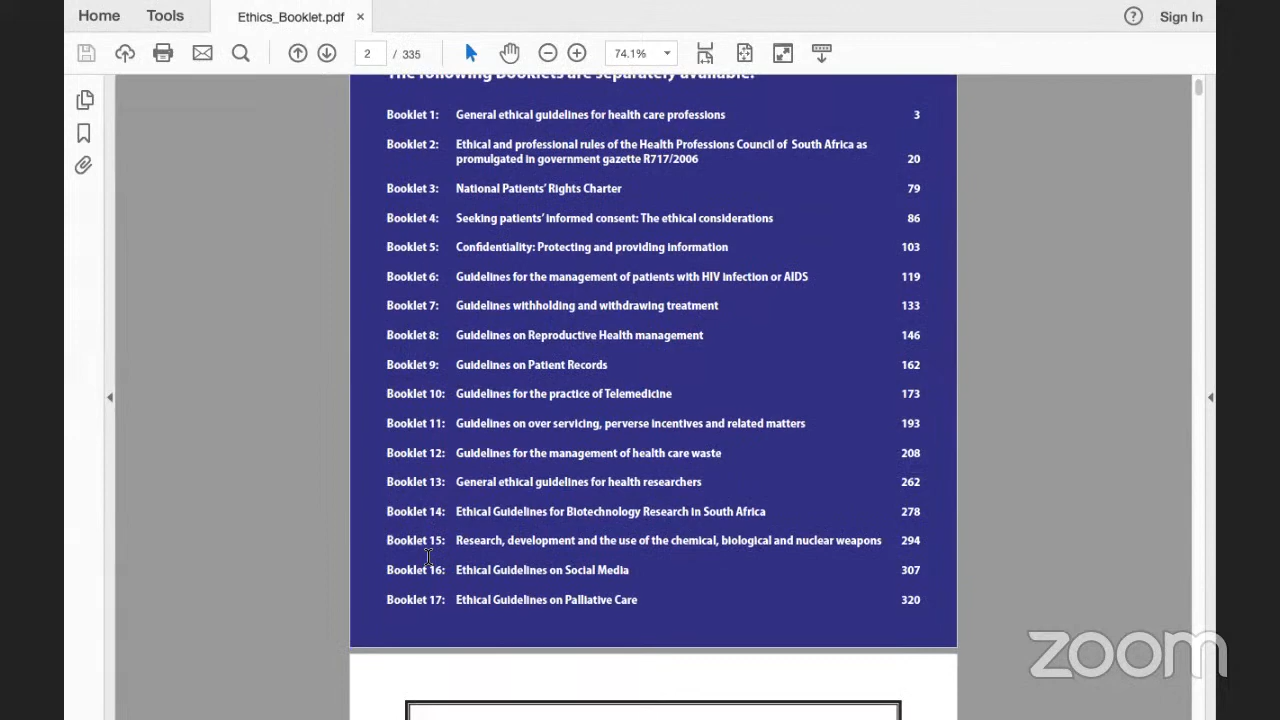 Home Tools Ethics_Booklet.pdf × ? Sign In
2 / 335 74.1%
The following Booklets are separately available:
Booklet 1: General ethical guidelines for health care professions 3
Booklet 2: Ethical and professional rules of the Health Professions Council of South Africa as
promulgated in government gazette R717/2006 20
Booklet 3: National Patients’ Rights Charter 79
Booklet 4: Seeking patients’ informed consent: The ethical considerations 86
Booklet 5: Confidentiality: Protecting and providing information 103
Booklet 6: Guidelines for the management of patients with HIV infection or AIDS 119
Booklet 7: Guidelines withholding and withdrawing treatment 133
Booklet 8: Guidelines on Reproductive Health management 146
Booklet 9: Guidelines on Patient Records 162
Booklet 10: Guidelines for the practice of Telemedicine 173
Booklet 11: Guidelines on over servicing, perverse incentives and related matters 193
Booklet 12: Guidelines for the management of health care waste 208
Booklet 13: General ethical guidelines for health researchers 262
Booklet 14: Ethical Guidelines for Biotechnology Research in South Africa 278
Booklet 15: Research, development and the use of the chemical, biological and nuclear weapons 294
Booklet 16: Ethical Guidelines on Social Media 307
Booklet 17: Ethical Guidelines on Palliative Care 320
zoom